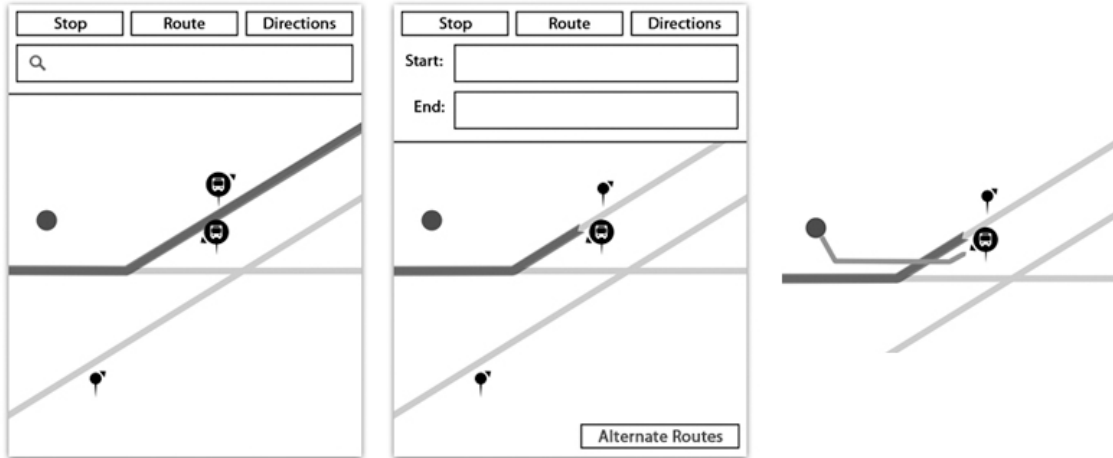 Stop Route Directions
Stop Route Directions
Start:
End:
Alternate Routes